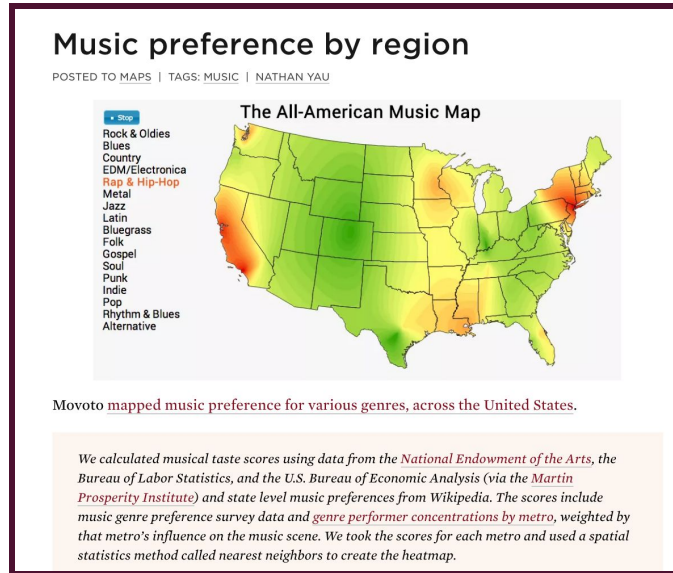 Music preference by region
POSTED TO MAPS | TAGS: MUSIC | NATHAN YAU
The All-American Music Map
Stop
Rock & Oldies
Blues
Country
EDM/Electronica
Rap & Hip-Hop
Metal
Jazz
Latin
Bluegrass
Folk
Gospel
Soul
Punk
Indie
Pop
Rhythm & Blues
Alternative
Movoto mapped music preference for various genres, across the United States.
We calculated musical taste scores using data from the National Endowment of the Arts, the
Bureau of Labor Statistics, and the U.S. Bureau of Economic Analysis (via the Martin
Prosperity Institute) and state level music preferences from Wikipedia. The scores include
music genre preference survey data and genre performer concentrations by metro, weighted by
that metro's influence on the music scene. We took the scores for each metro and used a spatial
statistics method called nearest neighbors to create the heatmap.